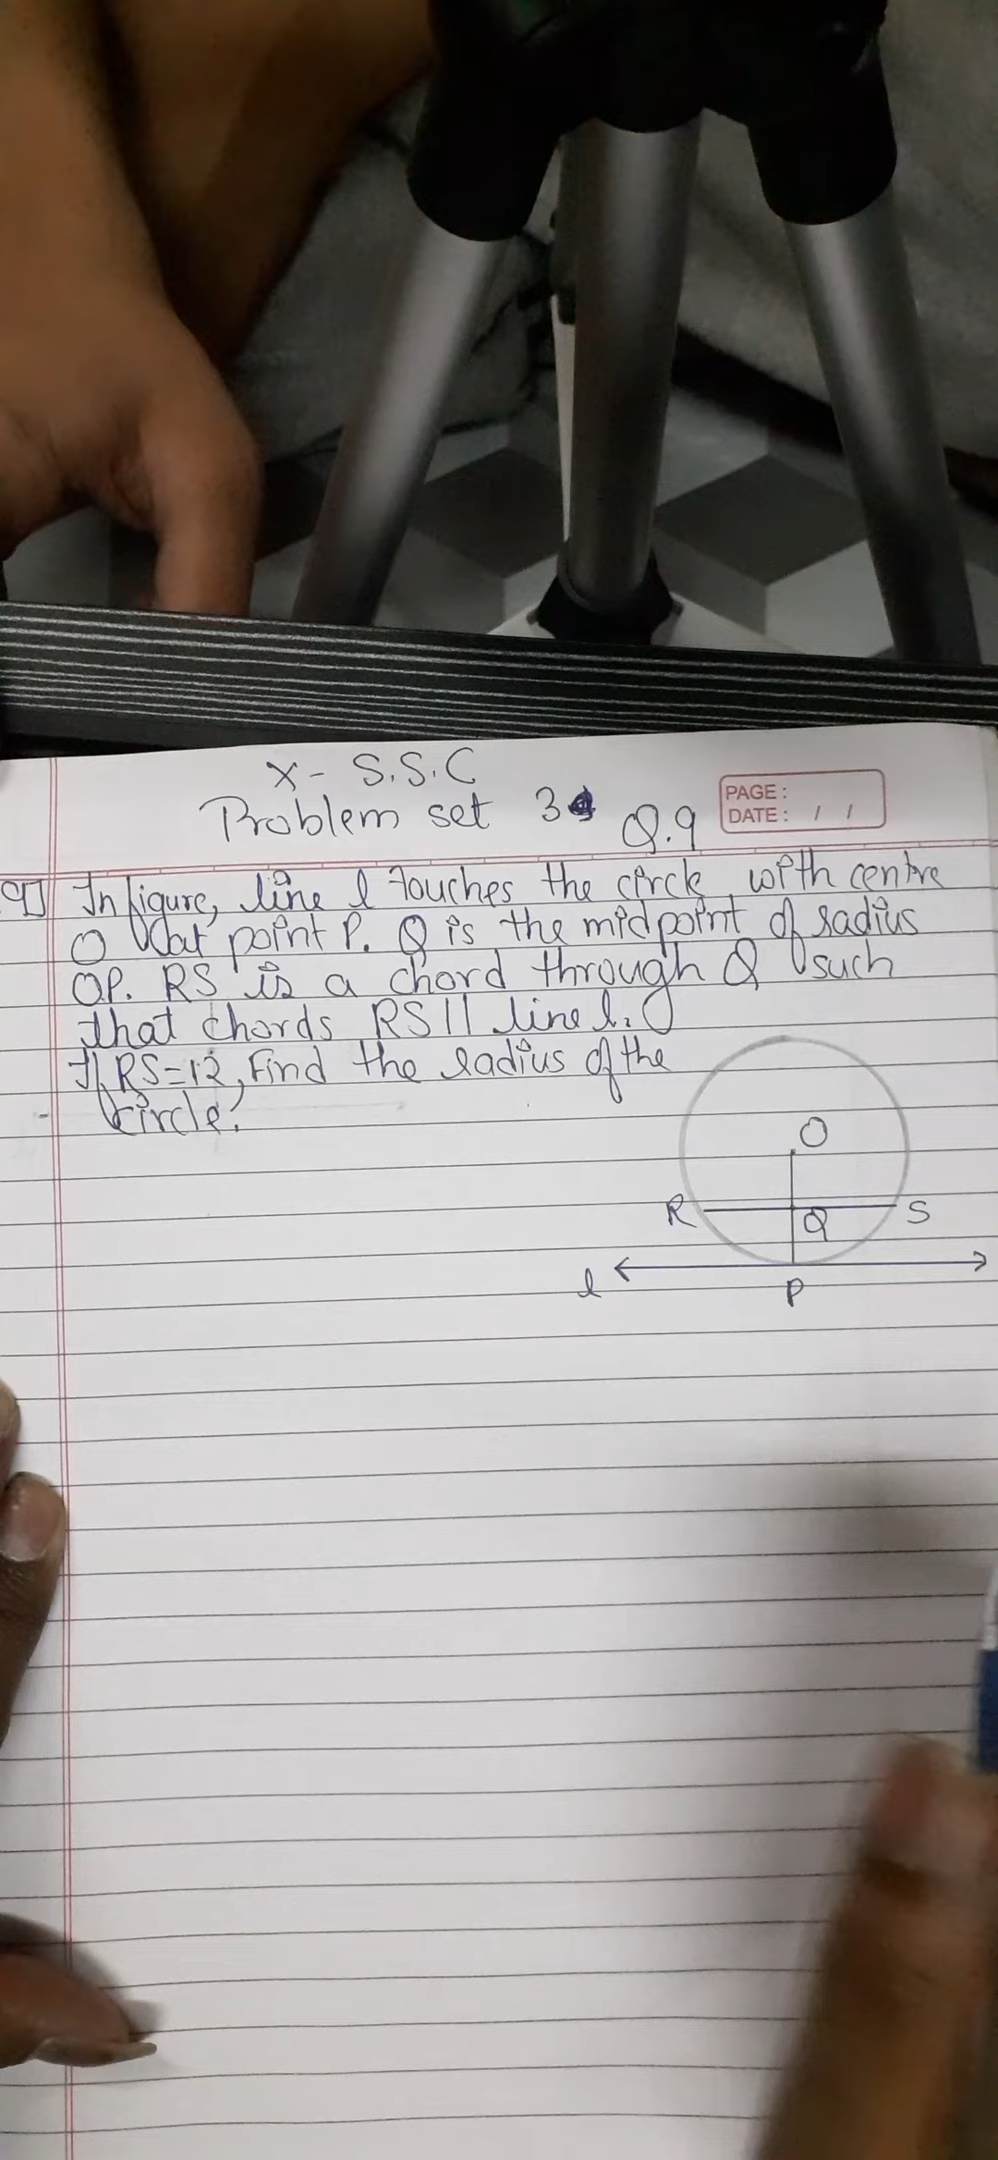 X - S.S.C
Problem set 3 Q.9
PAGE :
DATE : / /
9] In figure, line l touches the circle with centre
O at point P. Q is the midpoint of radius
OP. RS is a chord through Q such
that chords RS || line l.
If RS=12, Find the radius of the
circle.
O
R Q S
l P